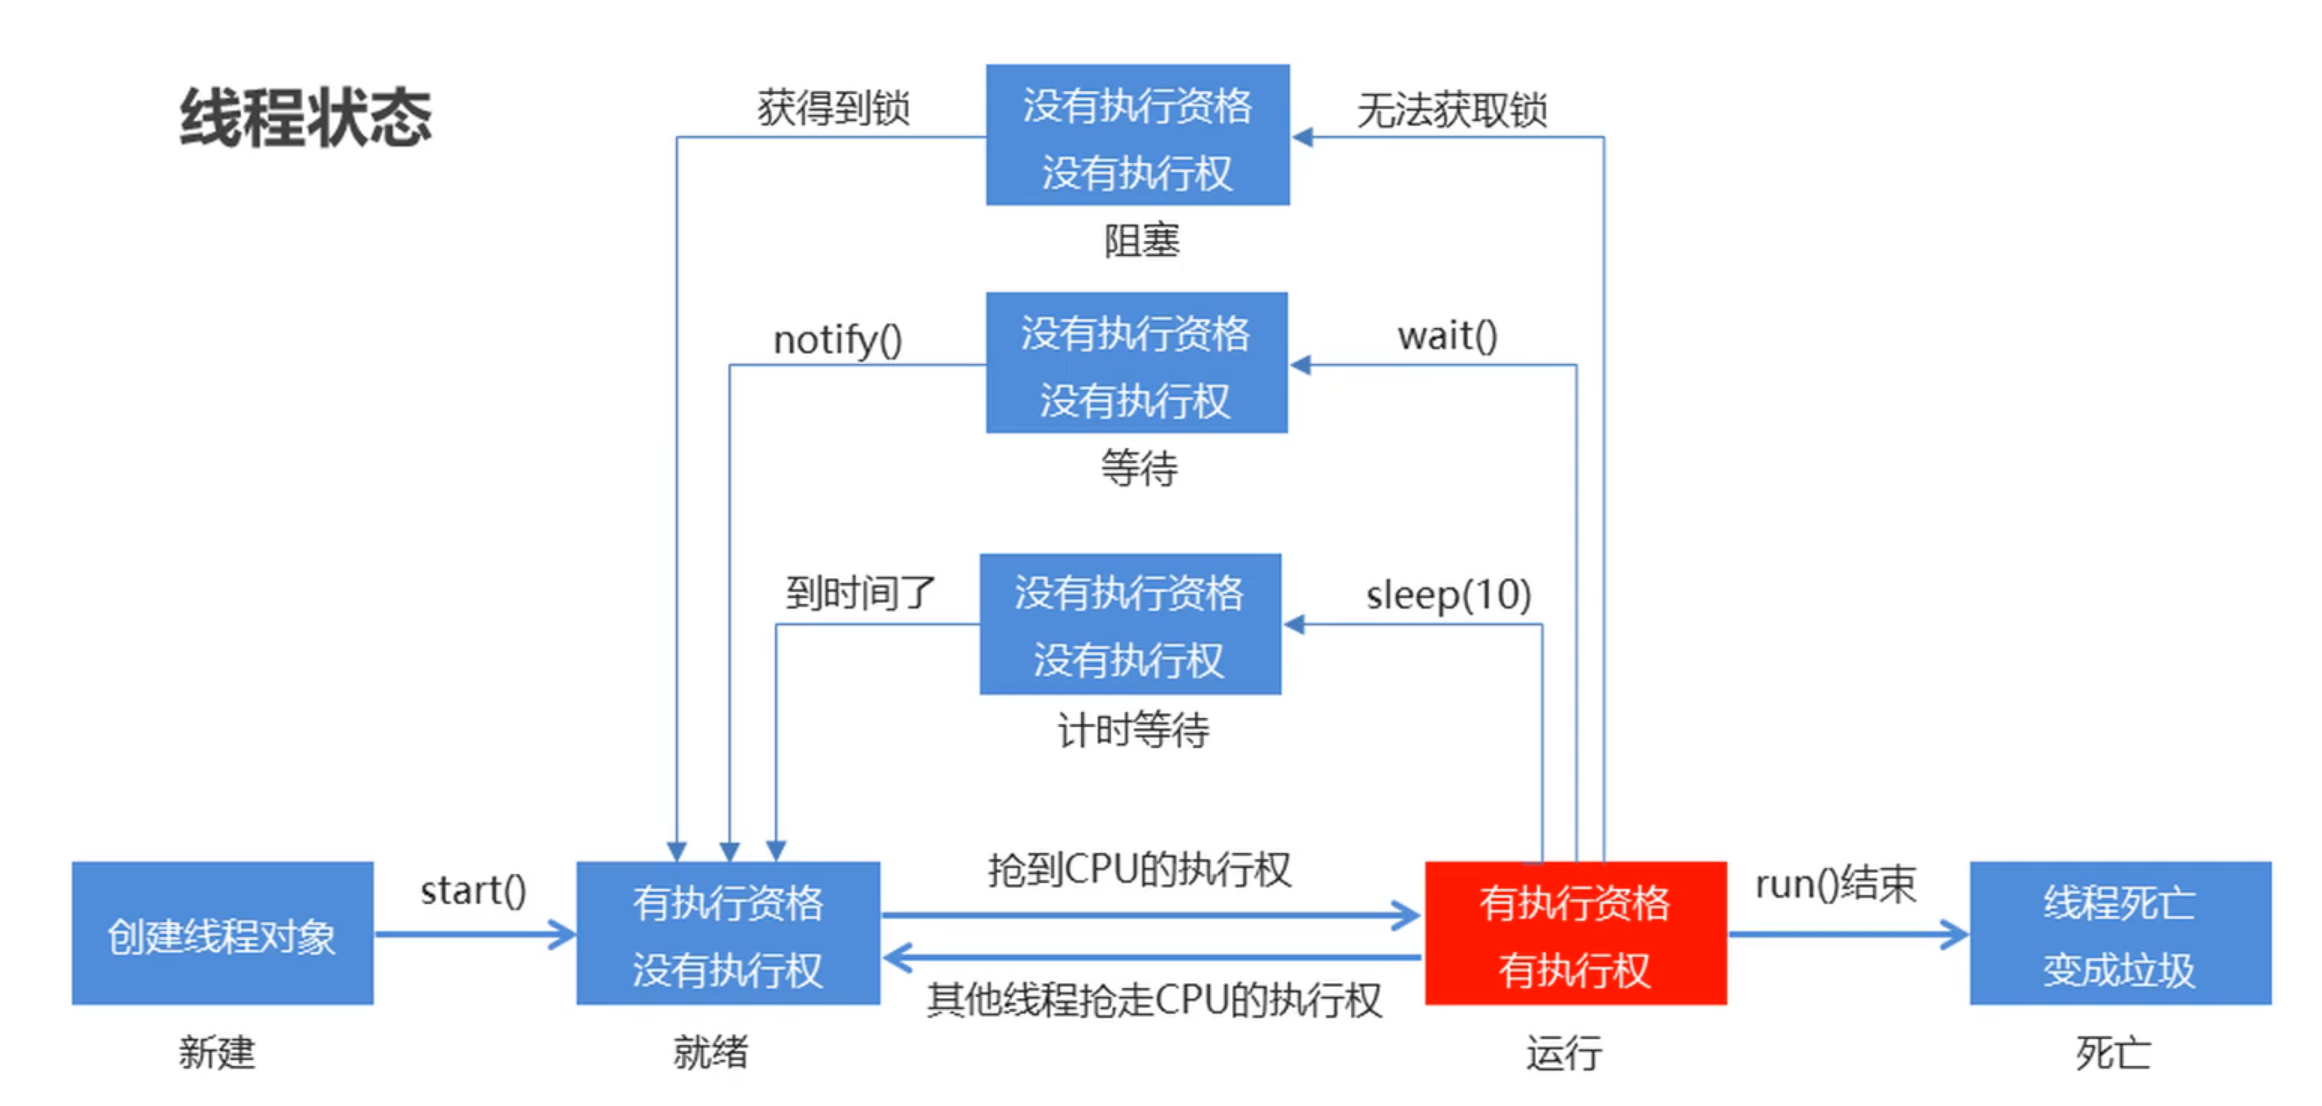 线程状态
获得到锁
没有执行资格
没有执行权
无法获取锁
阻塞
notify()
没有执行资格
没有执行权
wait()
等待
到时间了
没有执行资格
没有执行权
sleep(10)
计时等待
创建线程对象
新建
start()
有执行资格
没有执行权
就绪
抢到CPU的执行权
其他线程抢走CPU的执行权
有执行资格
有执行权
运行
run()结束
线程死亡
变成垃圾
死亡